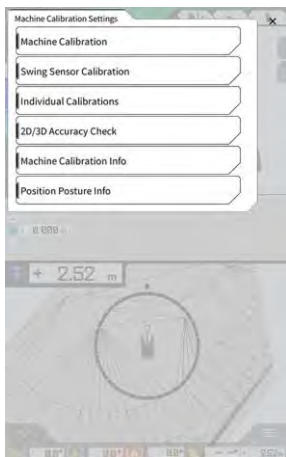 Machine Calibration Settings
×
Machine Calibration
Swing Sensor Calibration
Individual Calibrations
2D/3D Accuracy Check
Machine Calibration Info
Position Posture Info
+ 2.52 m